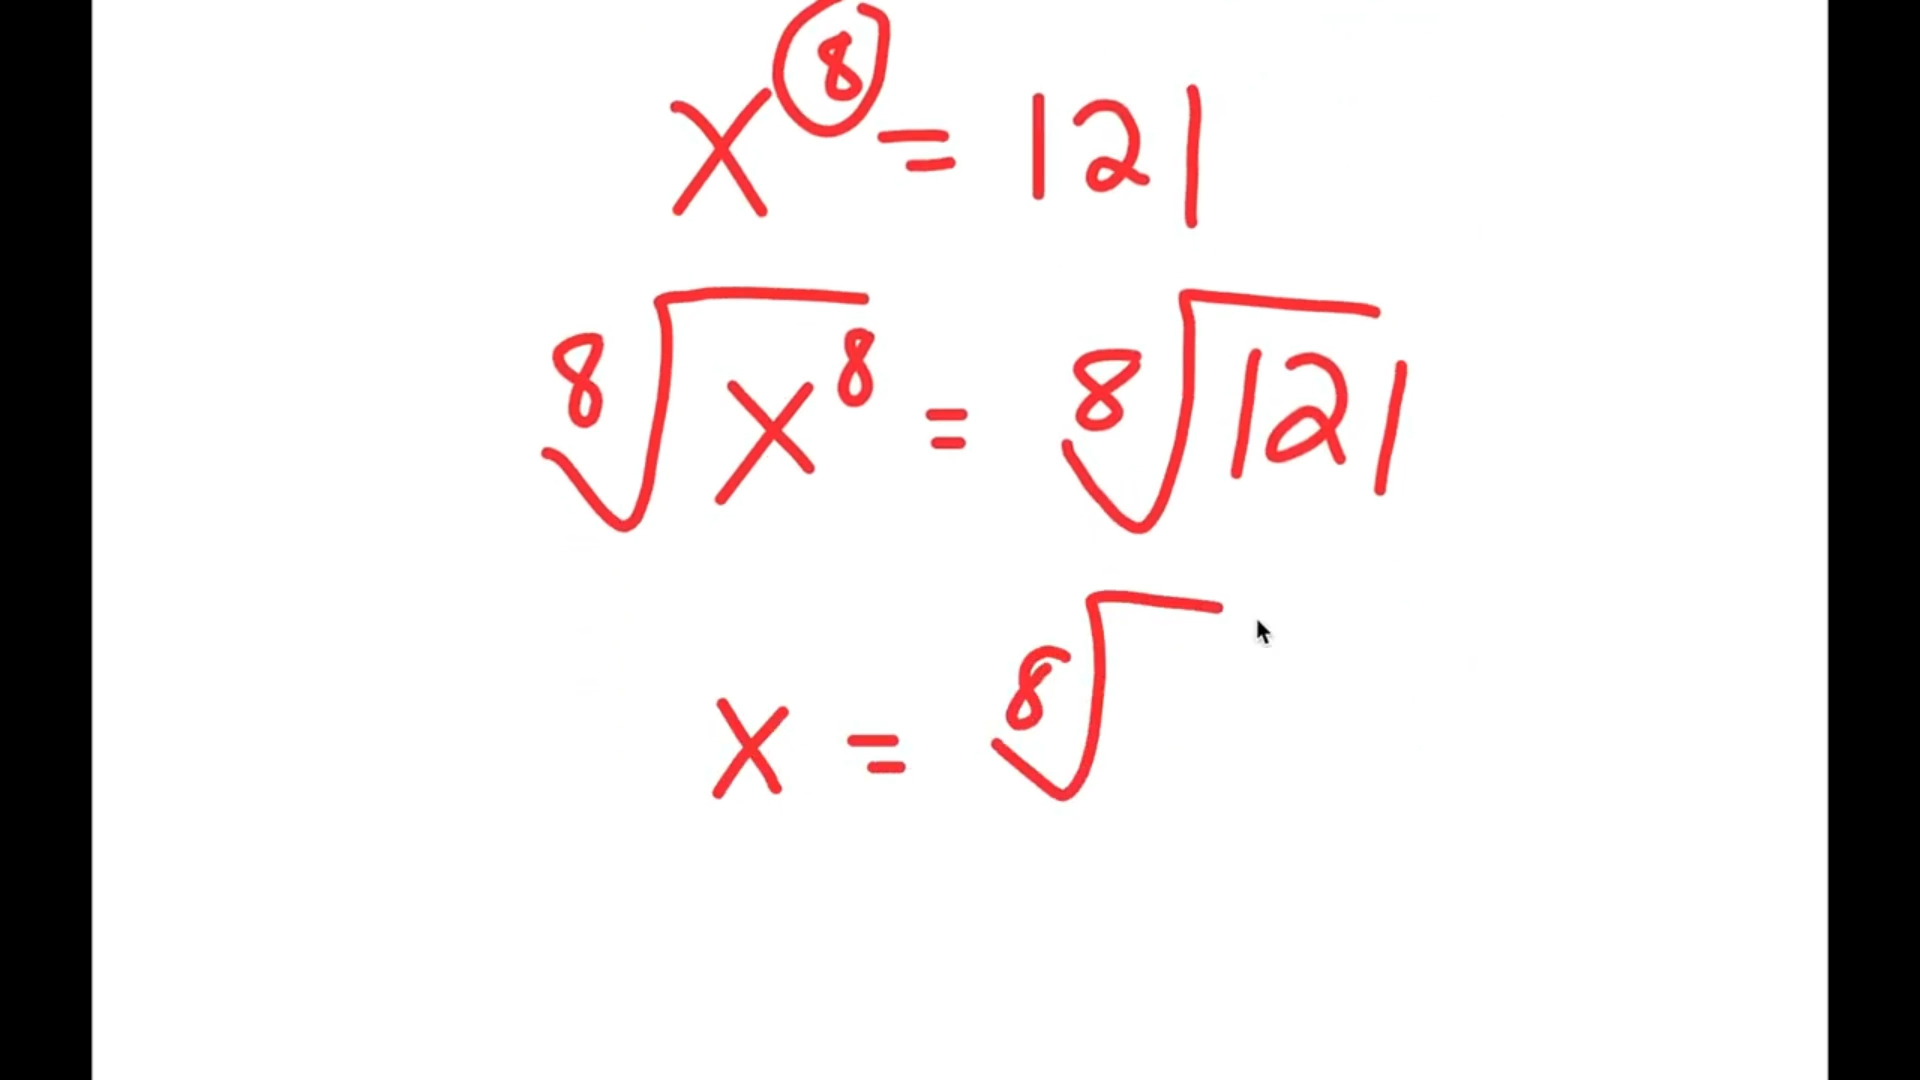 x⁸ = 121
⁸√x⁸ = ⁸√121
x = ⁸√